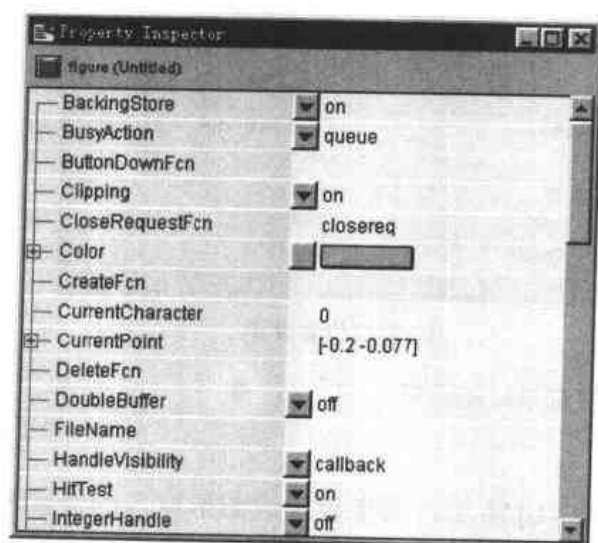 Property Inspector
figure (Untitled)
BackingStore on
BusyAction queue
ButtonDownFcn
Clipping on
CloseRequestFcn closereq
Color
CreateFcn
CurrentCharacter 0
CurrentPoint [-0.2 -0.077]
DeleteFcn
DoubleBuffer off
FileName
HandleVisibility callback
HitTest on
IntegerHandle off